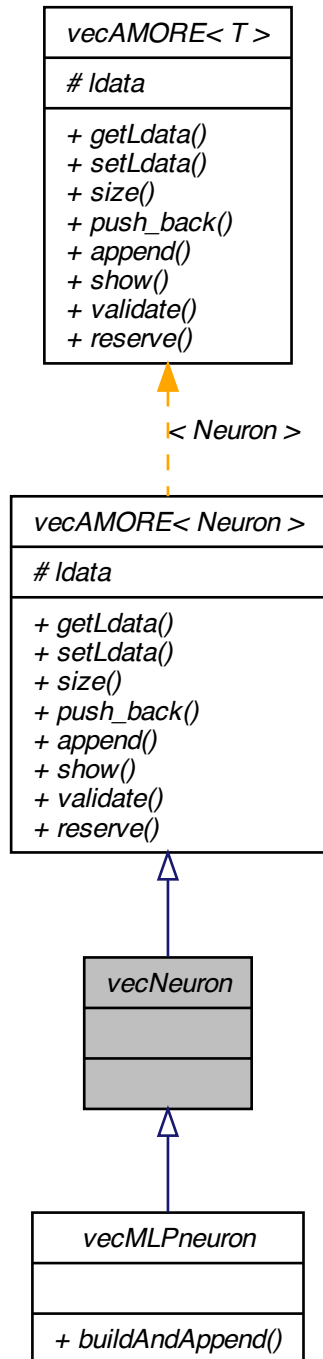 vecAMORE< T >
# ldata
+ getLdata()
+ setLdata()
+ size()
+ push_back()
+ append()
+ show()
+ validate()
+ reserve()
< Neuron >
vecAMORE< Neuron >
# ldata
+ getLdata()
+ setLdata()
+ size()
+ push_back()
+ append()
+ show()
+ validate()
+ reserve()
vecNeuron
vecMLPneuron
+ buildAndAppend()